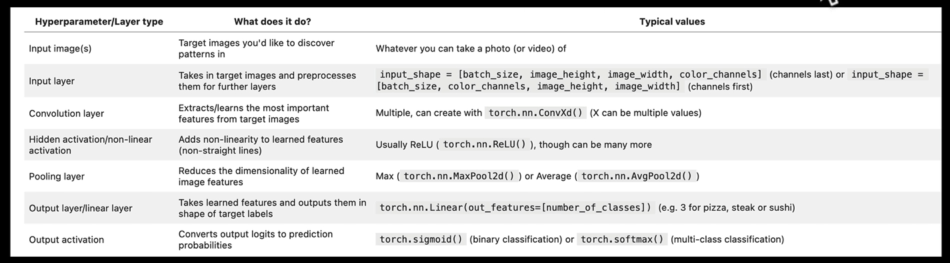 Hyperparameter/Layer type What does it do? Typical values
Input image(s) Target images you'd like to discover patterns in Whatever you can take a photo (or video) of
Input layer Takes in target images and preprocesses them for further layers input_shape = [batch_size, image_height, image_width, color_channels] (channels last) or input_shape = [batch_size, color_channels, image_height, image_width] (channels first)
Convolution layer Extracts/learns the most important features from target images Multiple, can create with torch.nn.ConvXd() (X can be multiple values)
Hidden activation/non-linear activation Adds non-linearity to learned features (non-straight lines) Usually ReLU ( torch.nn.ReLU() ), though can be many more
Pooling layer Reduces the dimensionality of learned image features Max ( torch.nn.MaxPool2d() ) or Average ( torch.nn.AvgPool2d() )
Output layer/linear layer Takes learned features and outputs them in shape of target labels torch.nn.Linear(out_features=[number_of_classes]) (e.g. 3 for pizza, steak or sushi)
Output activation Converts output logits to prediction probabilities torch.sigmoid() (binary classification) or torch.softmax() (multi-class classification)